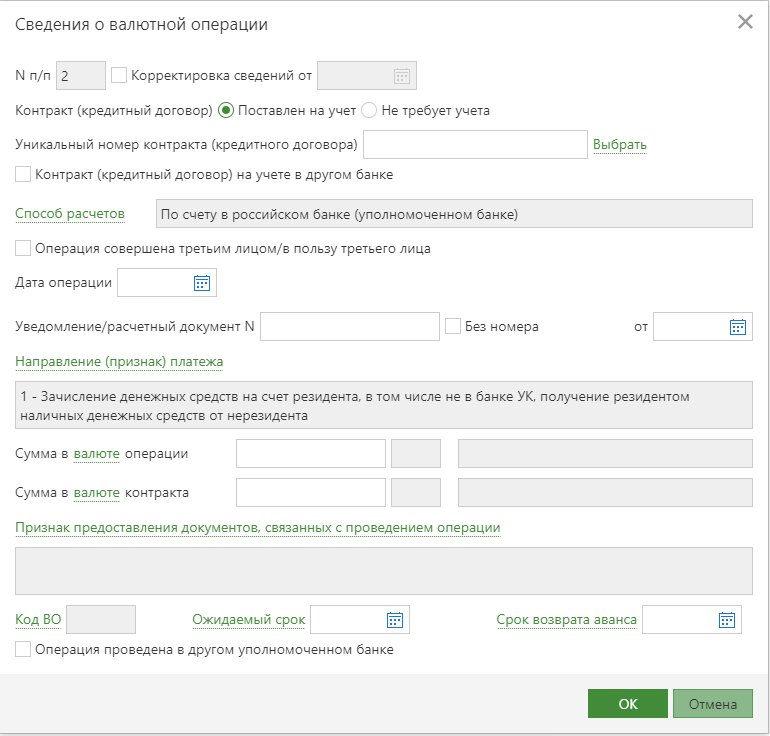 Сведения о валютной операции
N п/п 2 Корректировка сведений от
Контракт (кредитный договор) Поставлен на учет Не требует учета
Уникальный номер контракта (кредитного договора) Выбрать
Контракт (кредитный договор) на учете в другом банке
Способ расчетов По счету в российском банке (уполномоченном банке)
Операция совершена третьим лицом/в пользу третьего лица
Дата операции
Уведомление/расчетный документ N Без номера от
Направление (признак) платежа
1 - Зачисление денежных средств на счет резидента, в том числе не в банке УК, получение резидентом
наличных денежных средств от нерезидента
Сумма в валюте операции
Сумма в валюте контракта
Признак предоставления документов, связанных с проведением операции
Код ВО Ожидаемый срок Срок возврата аванса
Операция проведена в другом уполномоченном банке
ОК Отмена